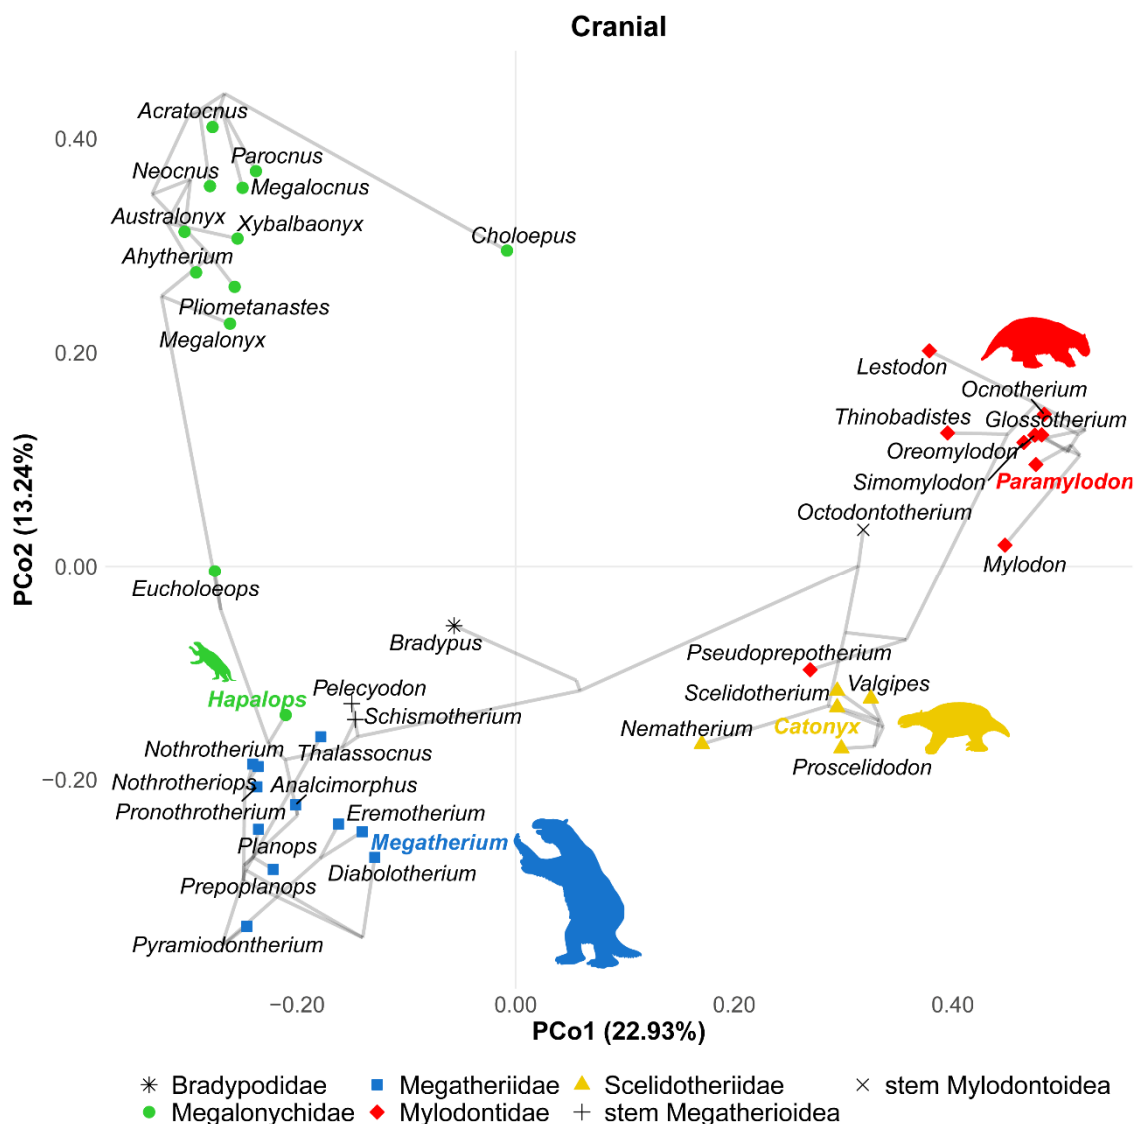 Cranial
PCo2 (13.24%)
0.40
0.20
0.00
−0.20
Acratocnus
Parocnus
Neocnus
Megalocnus
Australonyx
Xybalbaonyx
Choloepus
Ahytherium
Pliometanastes
Megalonyx
Lestodon
Ocnotherium
Thinobadistes
Glossotherium
Oreomylodon
Simomylodon
Paramylodon
Octodontotherium
Mylodon
Eucholoeops
Bradypus
Pseudoprepotherium
Hapalops
Pelecyodon
Scelidotherium
Valgipes
Schismotherium
Nematherium
Catonyx
Nothrotherium
Thalassocnus
Proscelidodon
Nothrotheriops
Analcimorphus
Pronothrotherium
Eremotherium
Planops
Megatherium
Prepoplanops
Diabolotherium
Pyramiodontherium
−0.20
0.00
0.20
0.40
PCo1 (22.93%)
Bradypodidae
Megatheriidae
Scelidotheriidae
stem Mylodontoidea
Megalonychidae
Mylodontidae
stem Megatherioidea